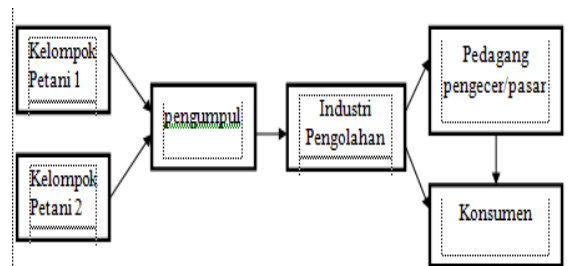 Kelompok
Petani 1
Kelompok
Petani 2
pengumpul
Industri
Pengolahan
Pedagang
pengecer/pasar
Konsumen